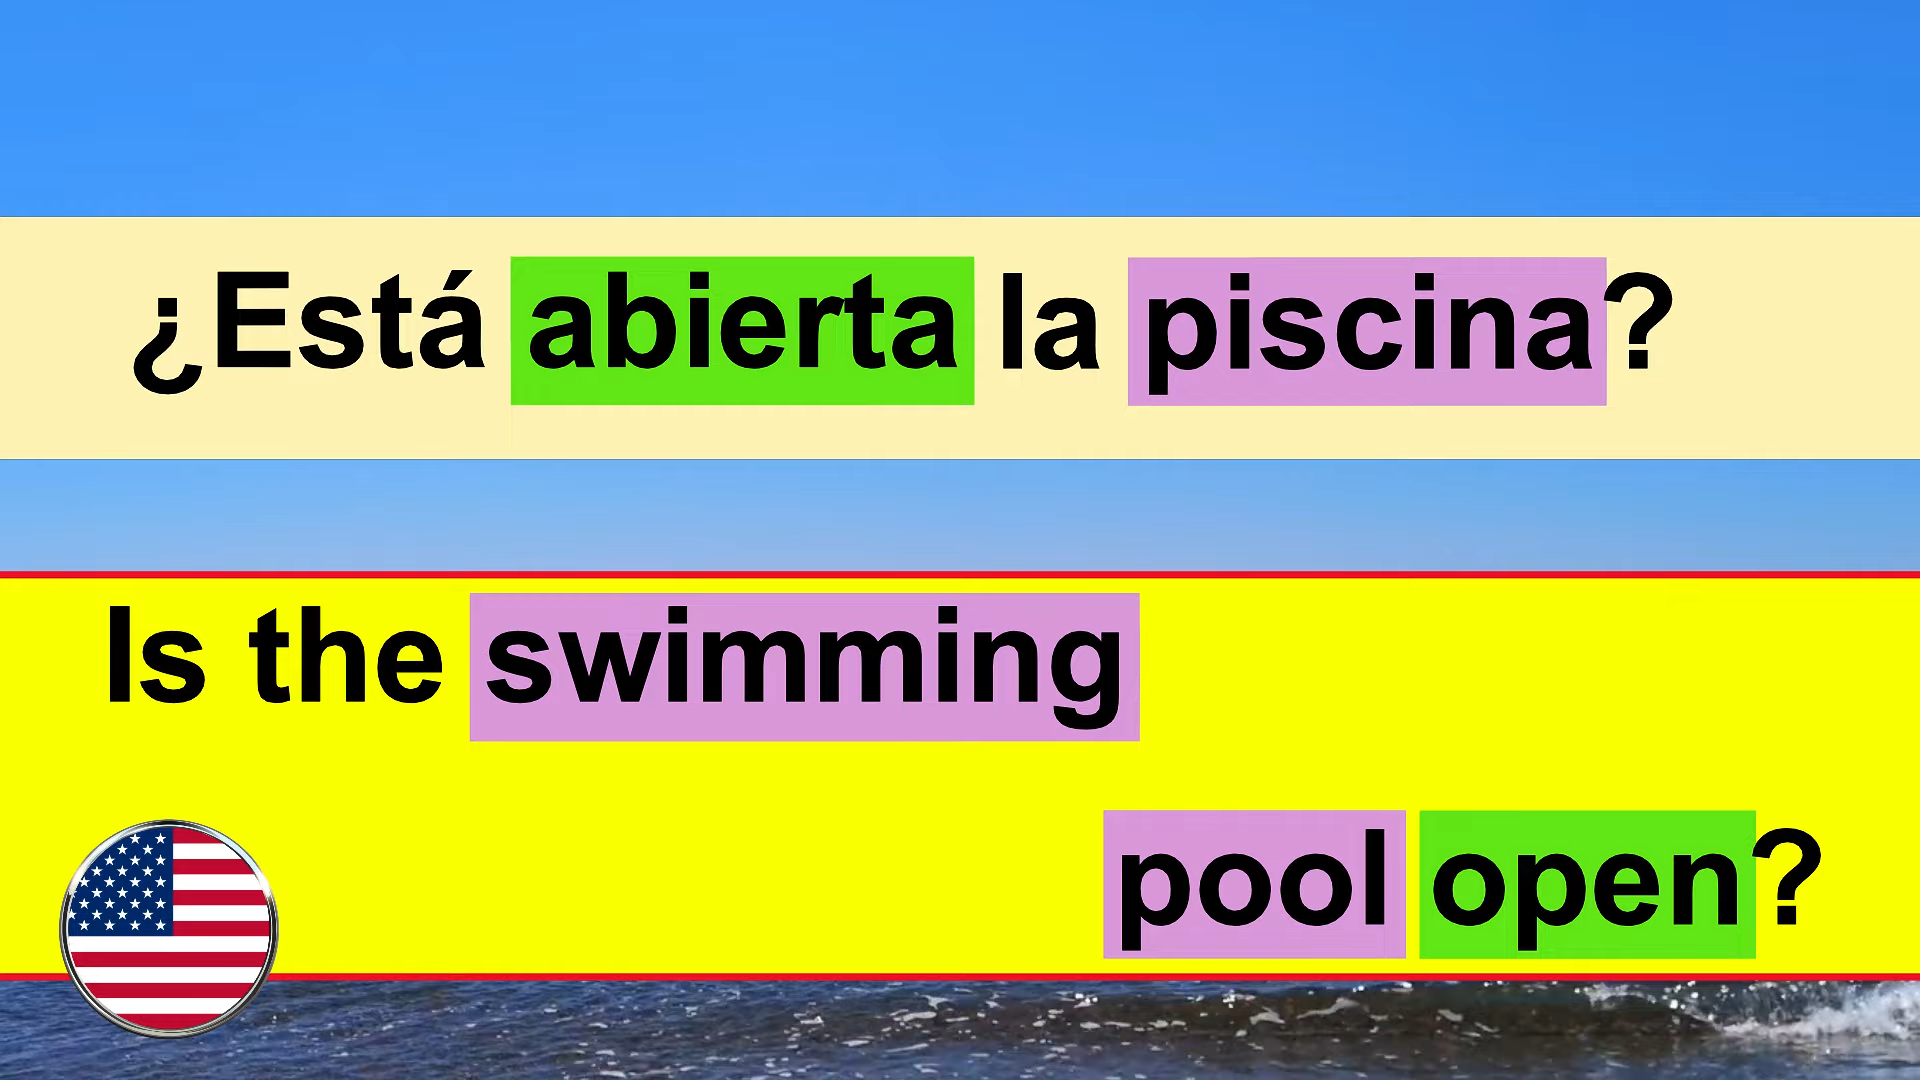 ¿Está abierta la piscina?
Is the swimming
pool open?